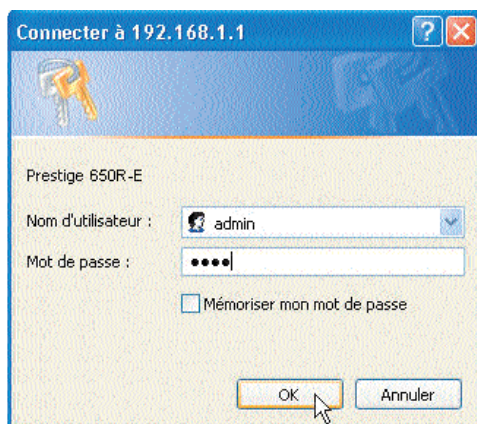 Connecter à 192.168.1.1
Prestige 650R-E
Nom d'utilisateur : admin
Mot de passe : ••••
Mémoriser mon mot de passe
OK Annuler